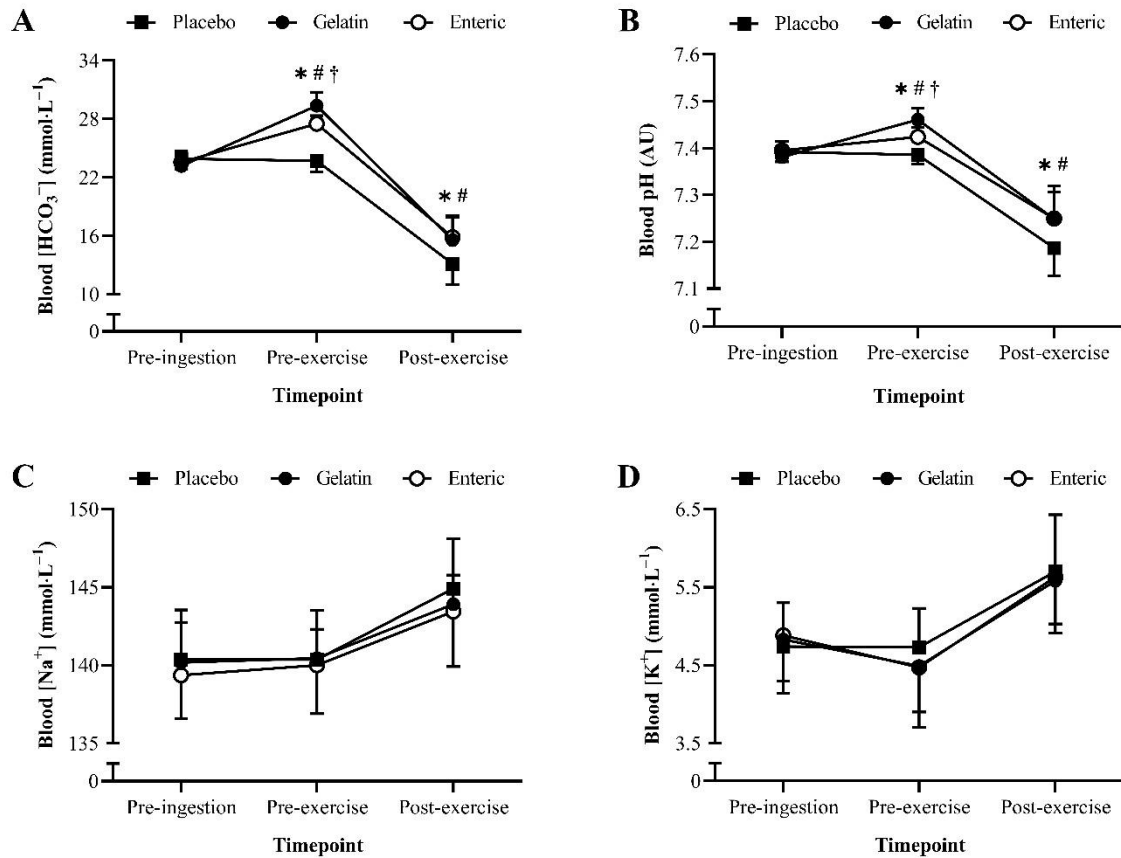 A
Placebo Gelatin Enteric
Blood [HCO₃⁻] (mmol·L⁻¹)
34
28
22
16
10
0
* # †
* #
Pre-ingestion Pre-exercise Post-exercise
Timepoint
B
Placebo Gelatin Enteric
Blood pH (AU)
7.6
7.5
7.4
7.3
7.2
7.1
0
* # †
* #
Pre-ingestion Pre-exercise Post-exercise
Timepoint
C
Placebo Gelatin Enteric
Blood [Na⁺] (mmol·L⁻¹)
150
145
140
135
0
Pre-ingestion Pre-exercise Post-exercise
Timepoint
D
Placebo Gelatin Enteric
Blood [K⁺] (mmol·L⁻¹)
6.5
5.5
4.5
3.5
0
Pre-ingestion Pre-exercise Post-exercise
Timepoint